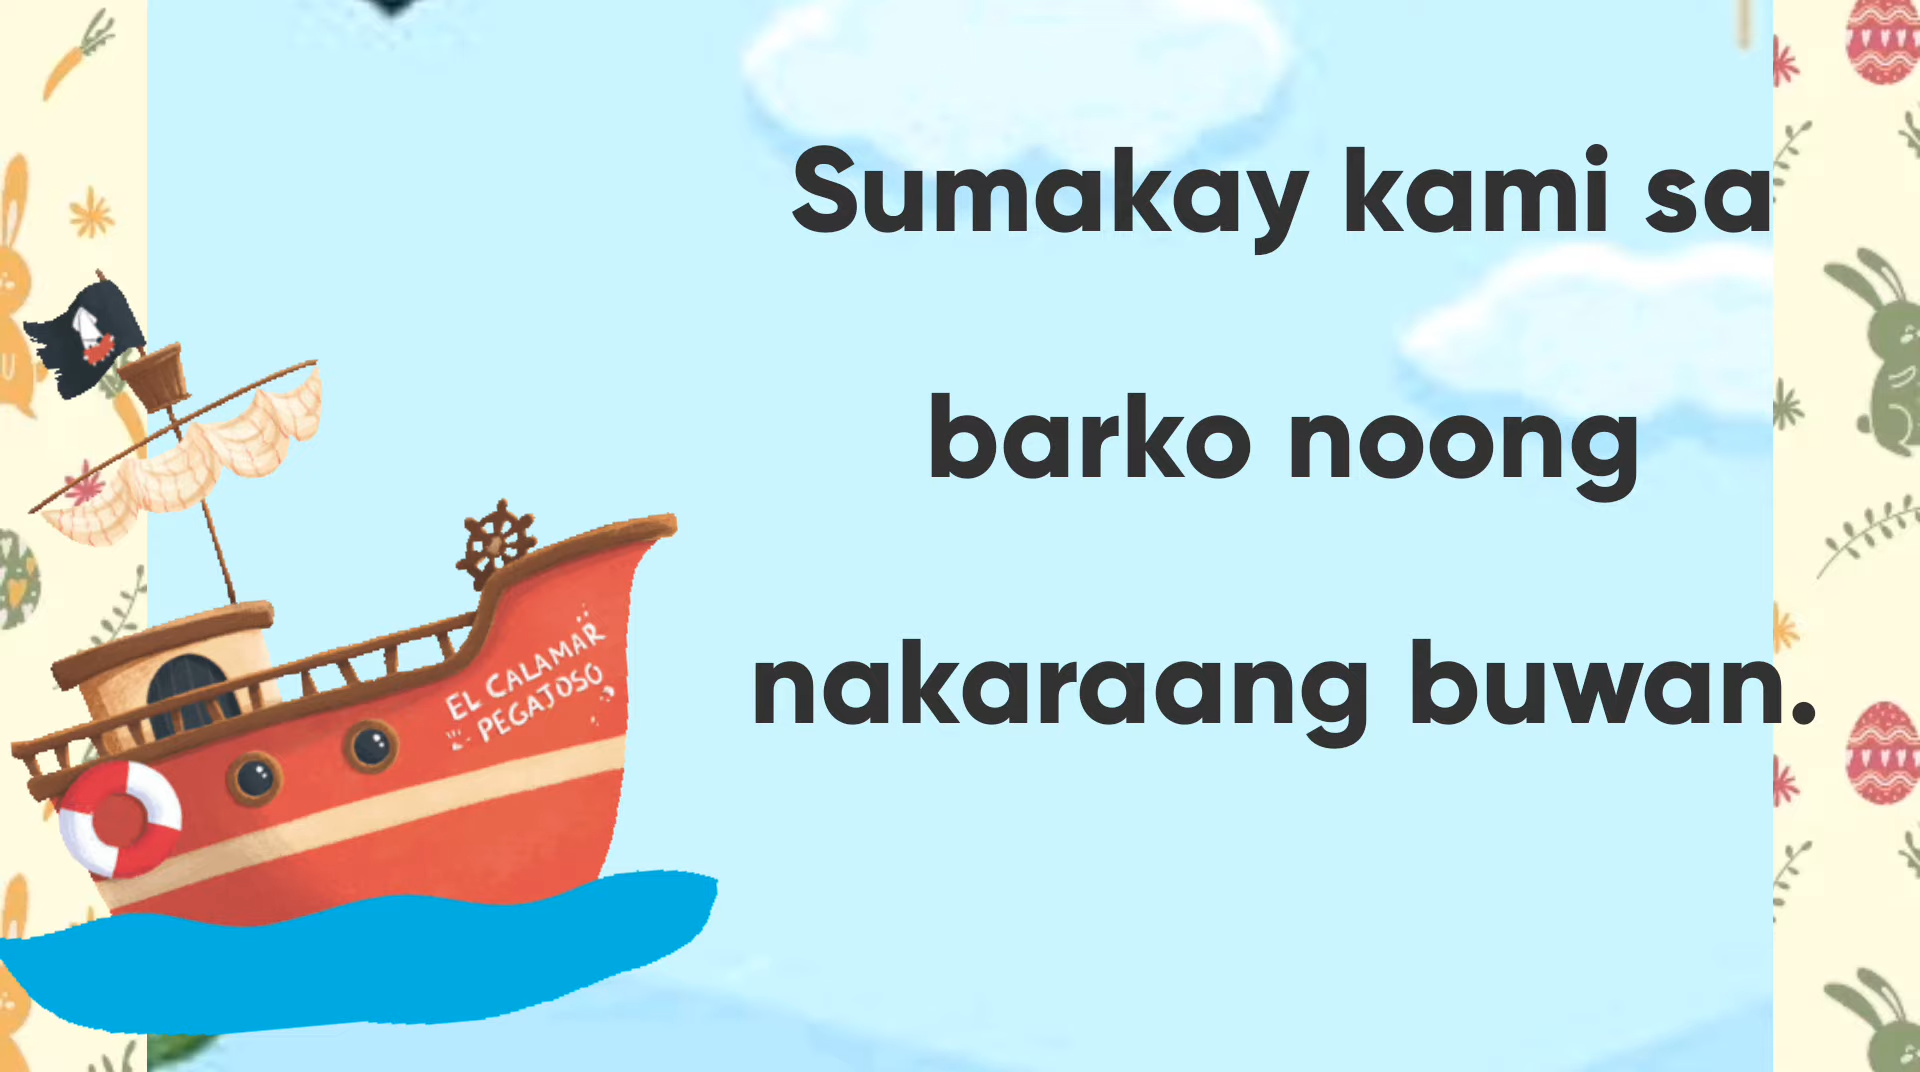 Sumakay kami sa
barko noong
nakaraang buwan.
EL CALAMAR
PEGAJOSO